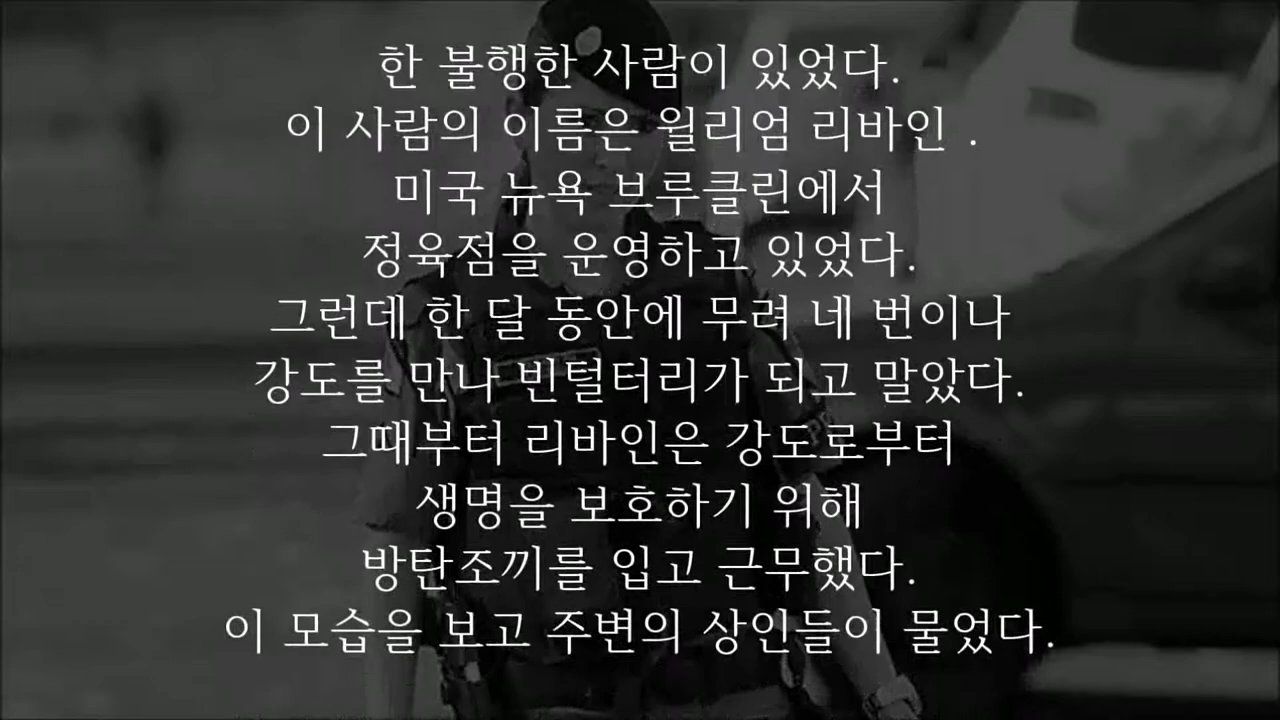 한 불행한 사람이 있었다.
이 사람의 이름은 윌리엄 리바인 .
미국 뉴욕 브루클린에서
정육점을 운영하고 있었다.
그런데 한 달 동안에 무려 네 번이나
강도를 만나 빈털터리가 되고 말았다.
그때부터 리바인은 강도로부터
생명을 보호하기 위해
방탄조끼를 입고 근무했다.
이 모습을 보고 주변의 상인들이 물었다.